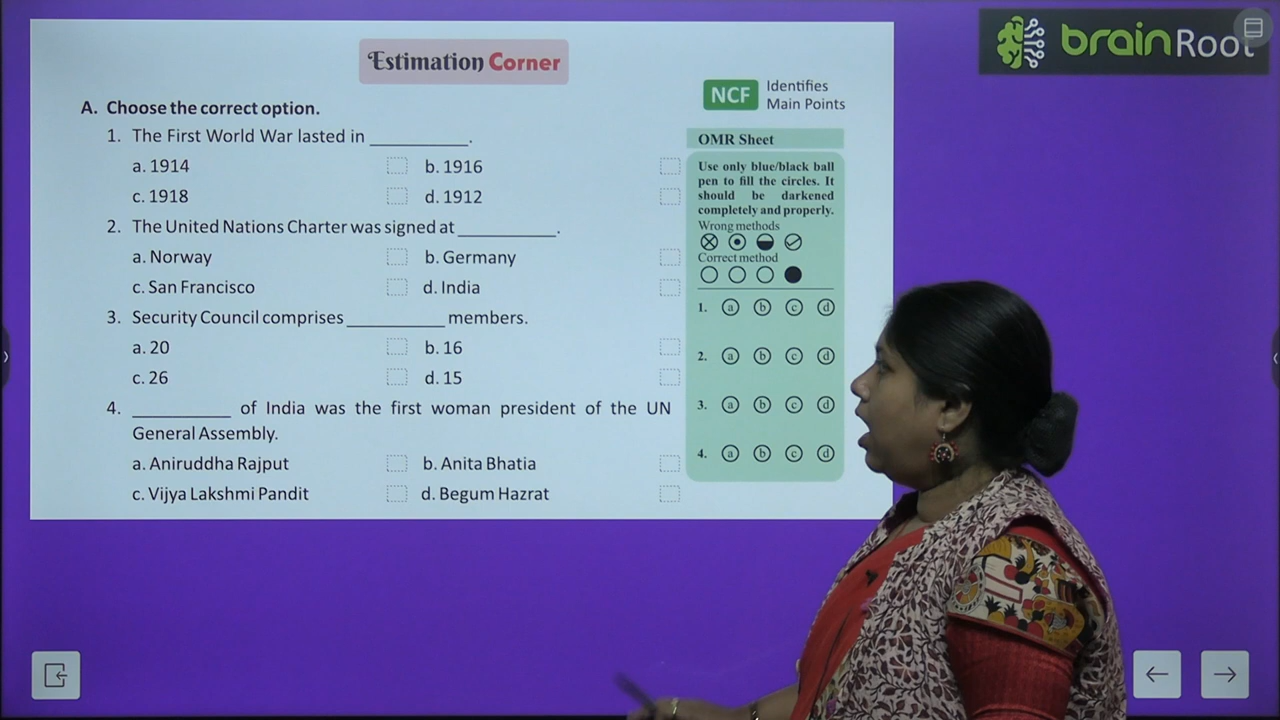 Estimation Corner
brainRoot
NCF Identifies Main Points
A. Choose the correct option.
1. The First World War lasted in __________.
a. 1914 b. 1916
c. 1918 d. 1912
2. The United Nations Charter was signed at __________.
a. Norway b. Germany
c. San Francisco d. India
3. Security Council comprises __________ members.
a. 20 b. 16
c. 26 d. 15
4. __________ of India was the first woman president of the UN
General Assembly.
a. Aniruddha Rajput b. Anita Bhatia
c. Vijya Lakshmi Pandit d. Begum Hazrat
OMR Sheet
Use only blue/black ball
pen to fill the circles. It
should be darkened
completely and properly.
Wrong methods
Correct method
1. a b c d
2. a b c d
3. a b c d
4. a b c d